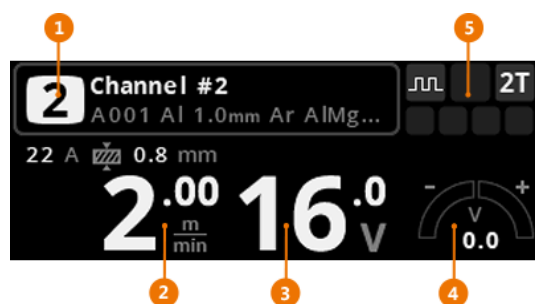 1
5
2
Channel #2
A001 Al 1.0mm Ar AlMg...
2T
22 A 0.8 mm
2.00 m/min
16.0 V
- +
V
0.0
2
3
4